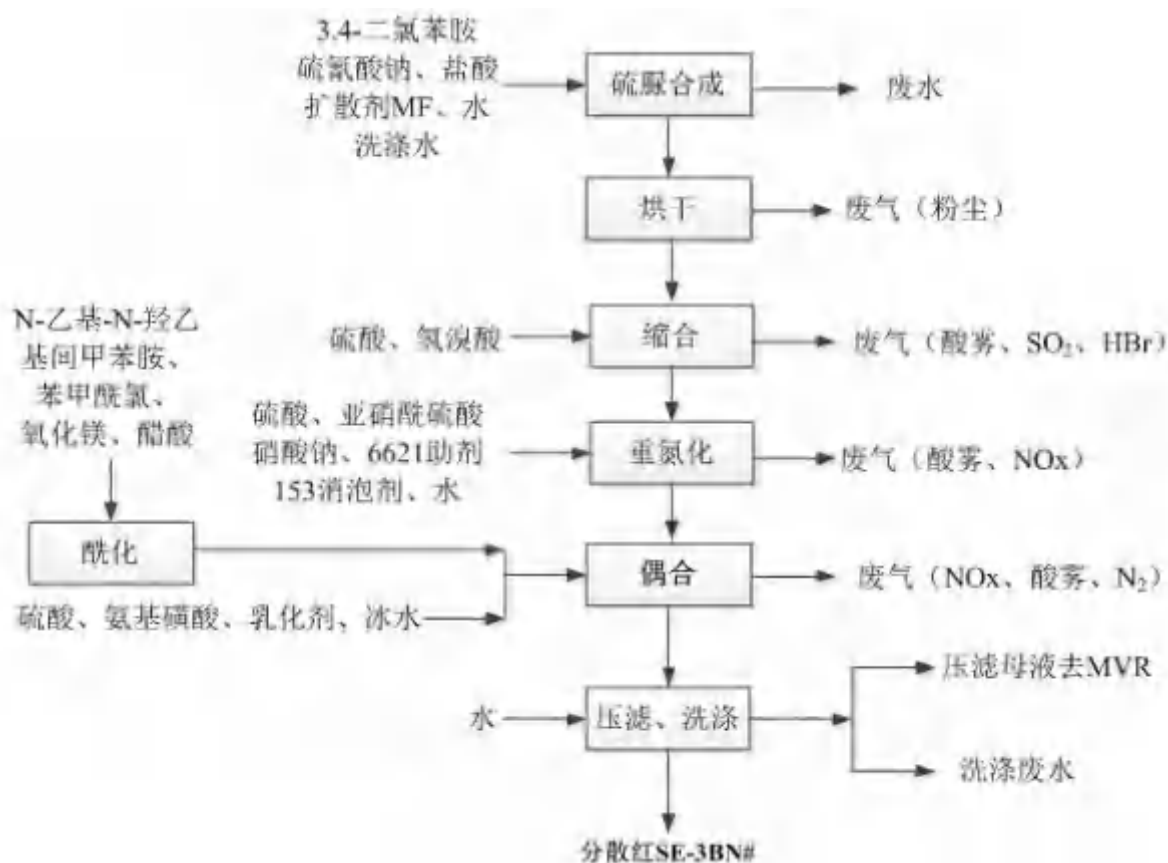 3.4-二氯苯胺
硫氰酸钠、盐酸
扩散剂MF、水
洗涤水
硫脲合成
废水
烘干
废气（粉尘）
硫酸、氢溴酸
缩合
废气（酸雾、SO₂、HBr）
N-乙基-N-羟乙
基间甲苯胺、
苯甲酰氯、
氧化镁、醋酸
硫酸、亚硝酰硫酸
硝酸钠、6621助剂
153消泡剂、水
重氮化
废气（酸雾、NOx）
酰化
偶合
废气（NOx、酸雾、N₂）
硫酸、氨基磺酸、乳化剂、冰水
水
压滤、洗涤
压滤母液去MVR
洗涤废水
分散红SE-3BN#